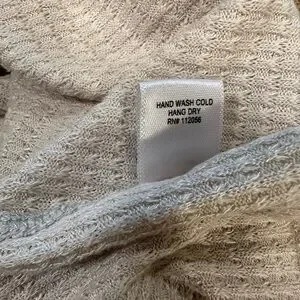 HAND WASH COLD
HANG DRY
RN# 112056